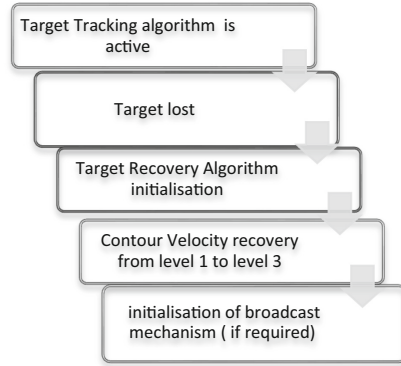 Target Tracking algorithm is
active
Target lost
Target Recovery Algorithm
initialisation
Contour Velocity recovery
from level 1 to level 3
initialisation of broadcast
mechanism ( if required)